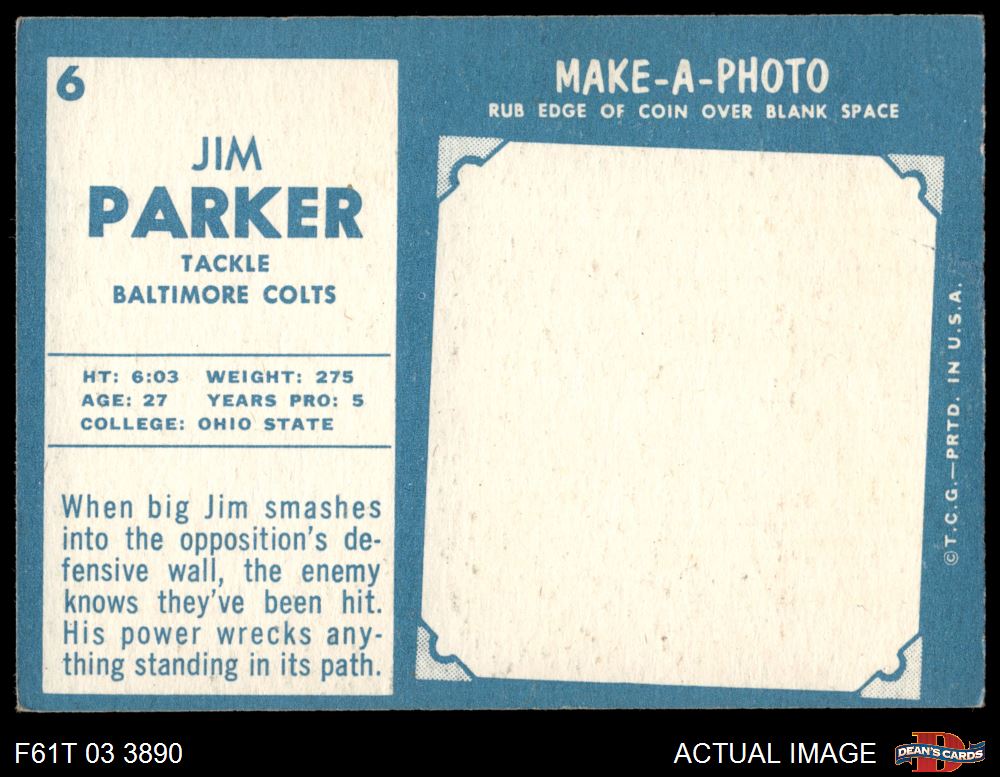 6
JIM
PARKER
TACKLE
BALTIMORE COLTS
HT: 6:03 WEIGHT: 275
AGE: 27 YEARS PRO: 5
COLLEGE: OHIO STATE
When big Jim smashes
into the opposition's de-
fensive wall, the enemy
knows they've been hit.
His power wrecks any-
thing standing in its path.
MAKE-A-PHOTO
RUB EDGE OF COIN OVER BLANK SPACE
©T.C.G.—PRTD. IN U.S.A.
F61T 03 3890
ACTUAL IMAGE
D
DEAN'S CARDS